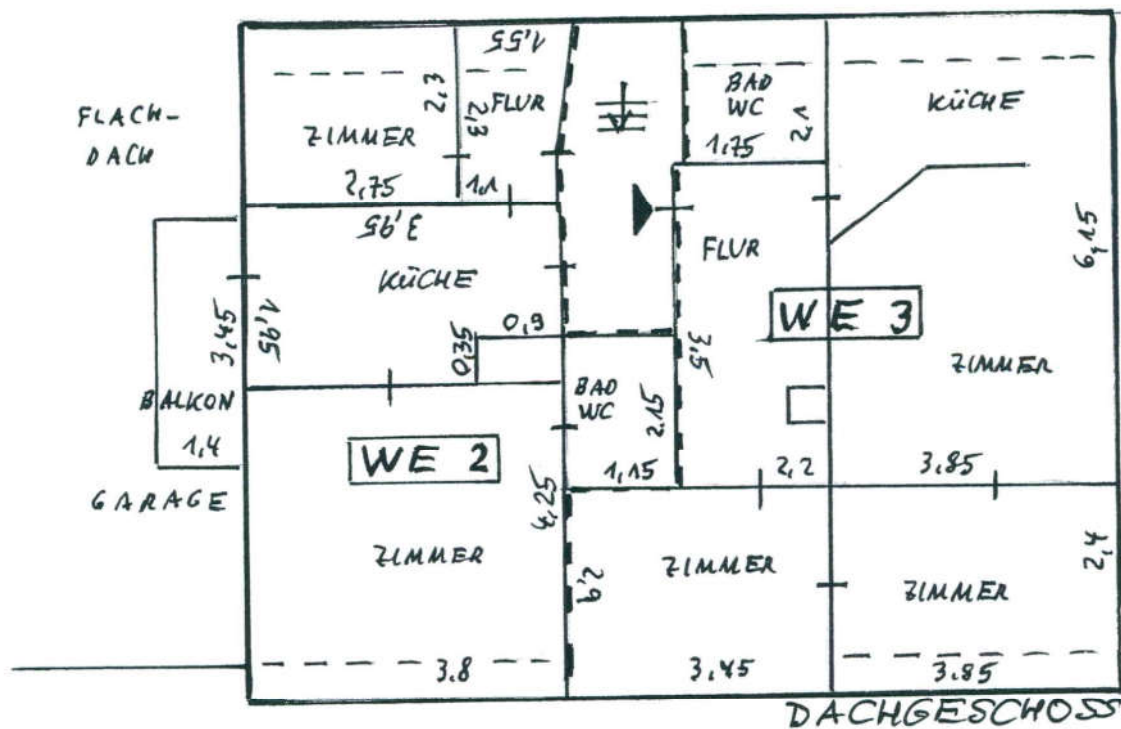 1,55
FLUR
2,3
2,3
ZIMMER
2,75
1.1
FLACH-
DACH
BAD
WC
1,75
2,1
KÜCHE
3,95
KÜCHE
1,95
3,45
0,9
0,35
BALKON
1,4
GARAGE
FLUR
WE 3
3,5
6,15
ZIMMER
BAD
WC
2.15
1,15
2,2
3.85
WE 2
4,25
ZIMMER
2,9
ZIMMER
ZIMMER
2,4
3.8
3.45
3.85
DACHGESCHOSS